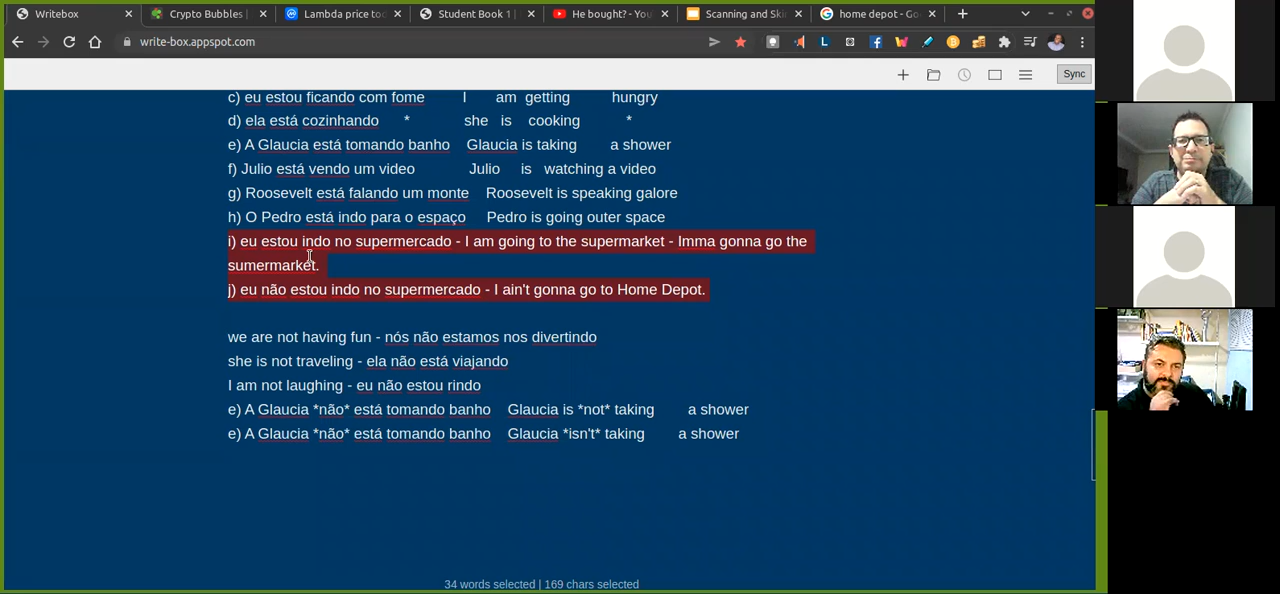 Writebox
Crypto Bubbles
Lambda price to
Student Book 1
He bought? - You
Scanning and Ski
home depot - Go
write-box.appspot.com
Sync
c) eu estou ficando com fome I am getting hungry
d) ela está cozinhando * she is cooking *
e) A Glaucia está tomando banho Glaucia is taking a shower
f) Julio está vendo um video Julio is watching a video
g) Roosevelt está falando um monte Roosevelt is speaking galore
h) O Pedro está indo para o espaço Pedro is going outer space
i) eu estou indo no supermercado - I am going to the supermarket - Imma gonna go the
sumermarket.
j) eu não estou indo no supermercado - I ain't gonna go to Home Depot.
we are not having fun - nós não estamos nos divertindo
she is not traveling - ela não está viajando
I am not laughing - eu não estou rindo
e) A Glaucia *não* está tomando banho Glaucia is *not* taking a shower
e) A Glaucia *não* está tomando banho Glaucia *isn't* taking a shower
34 words selected | 169 chars selected